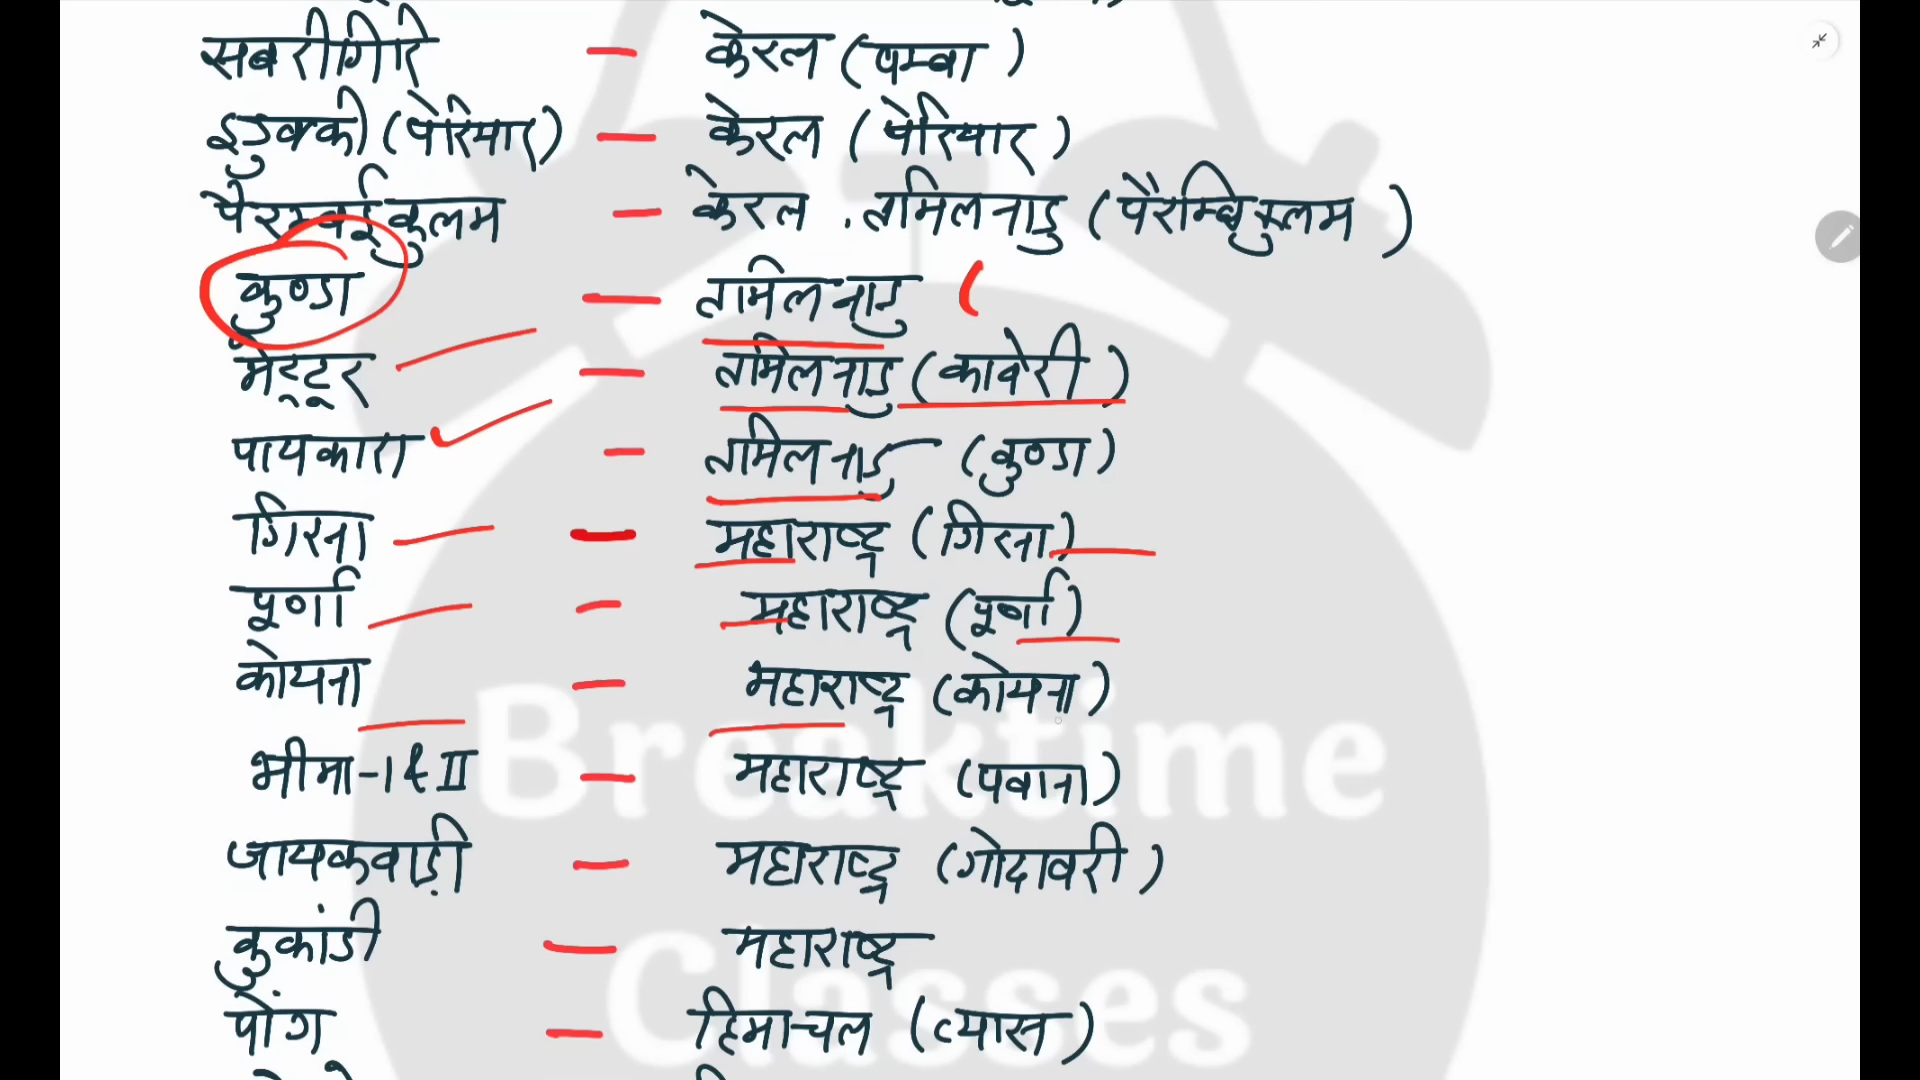 सबरीगिरि - केरल (पम्बा)
इडुक्की (पेरियार) - केरल (पेरियार)
पैरम्बईकुलम - केरल . तमिलनाडु (पैरम्बिकुलम)
कुण्डा - तमिलनाडु (
मेट्टूर - तमिलनाडु (कावेरी)
पायकारा - तमिलनाडु (कुण्डा)
गिरना - महाराष्ट्र (गिरना)
पूर्णा - महाराष्ट्र (पूर्णा)
कोयना - महाराष्ट्र (कोयना)
भीमा - I & II - महाराष्ट्र (पवाना)
जायकवाड़ी - महाराष्ट्र (गोदावरी)
कुकांडी - महाराष्ट्र
पोंग - हिमाचल (व्यास)
Breaktime
Classes